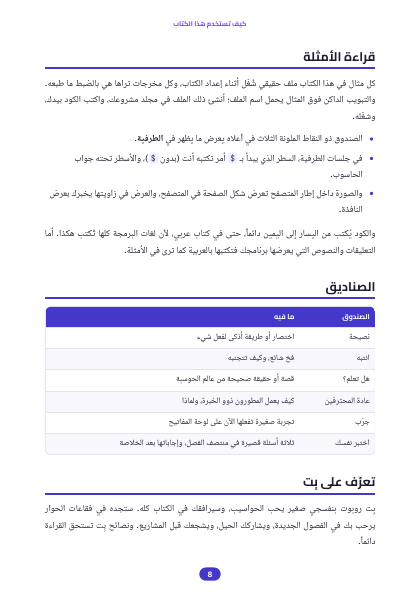 كيف تستخدم هذا الكتاب
قراءة الأمثلة
كل مثال في هذا الكتاب ملف حقيقي شُغّل أثناء إعداد الكتاب، وكل مخرجات تراها هي بالضبط ما طبعه.
والتبويب الداكن فوق المثال يحمل اسم الملف: أنشئ ذلك الملف في مجلد مشروعك، واكتب الكود بيدك،
وشغّله.
• الصندوق ذو النقاط الملونة الثلاث في أعلاه يعرض ما يظهر في الطرفية.
• في جلسات الطرفية، السطر الذي يبدأ بـ $ أمر تكتبه أنت (بدون $)، والأسطر تحته جواب
الحاسوب.
• والصورة داخل إطار المتصفح تعرض شكل الصفحة في المتصفح، والعرض في زاويتها يخبرك بعرض
النافذة.
والكود يُكتب من اليسار إلى اليمين دائماً، حتى في كتاب عربي، لأن لغات البرمجة كلها تُكتب هكذا. أما
التعليقات والنصوص التي يعرضها برنامجك فتكتبها بالعربية كما ترى في الأمثلة.
الصناديق
الصندوق ما فيه
نصيحة اختصار أو طريقة أذكى لفعل شيء
انتبه فخ شائع، وكيف تتجنبه
هل تعلم؟ قصة أو حقيقة صحيحة من عالم الحوسبة
عادة المحترفين كيف يعمل المطورون ذوو الخبرة، ولماذا
جرّب تجربة صغيرة تفعلها الآن على لوحة المفاتيح
اختبر نفسك ثلاثة أسئلة قصيرة في منتصف الفصل، وإجاباتها بعد الخلاصة
تعرّف على بِت
بِت روبوت بنفسجي صغير يحب الحواسيب، وسيرافقك في الكتاب كله. ستجده في فقاعات الحوار
يرحب بك في الفصول الجديدة، ويشاركك الحيل، ويشجعك قبل المشاريع. ونصائح بِت تستحق القراءة
دائماً.
8